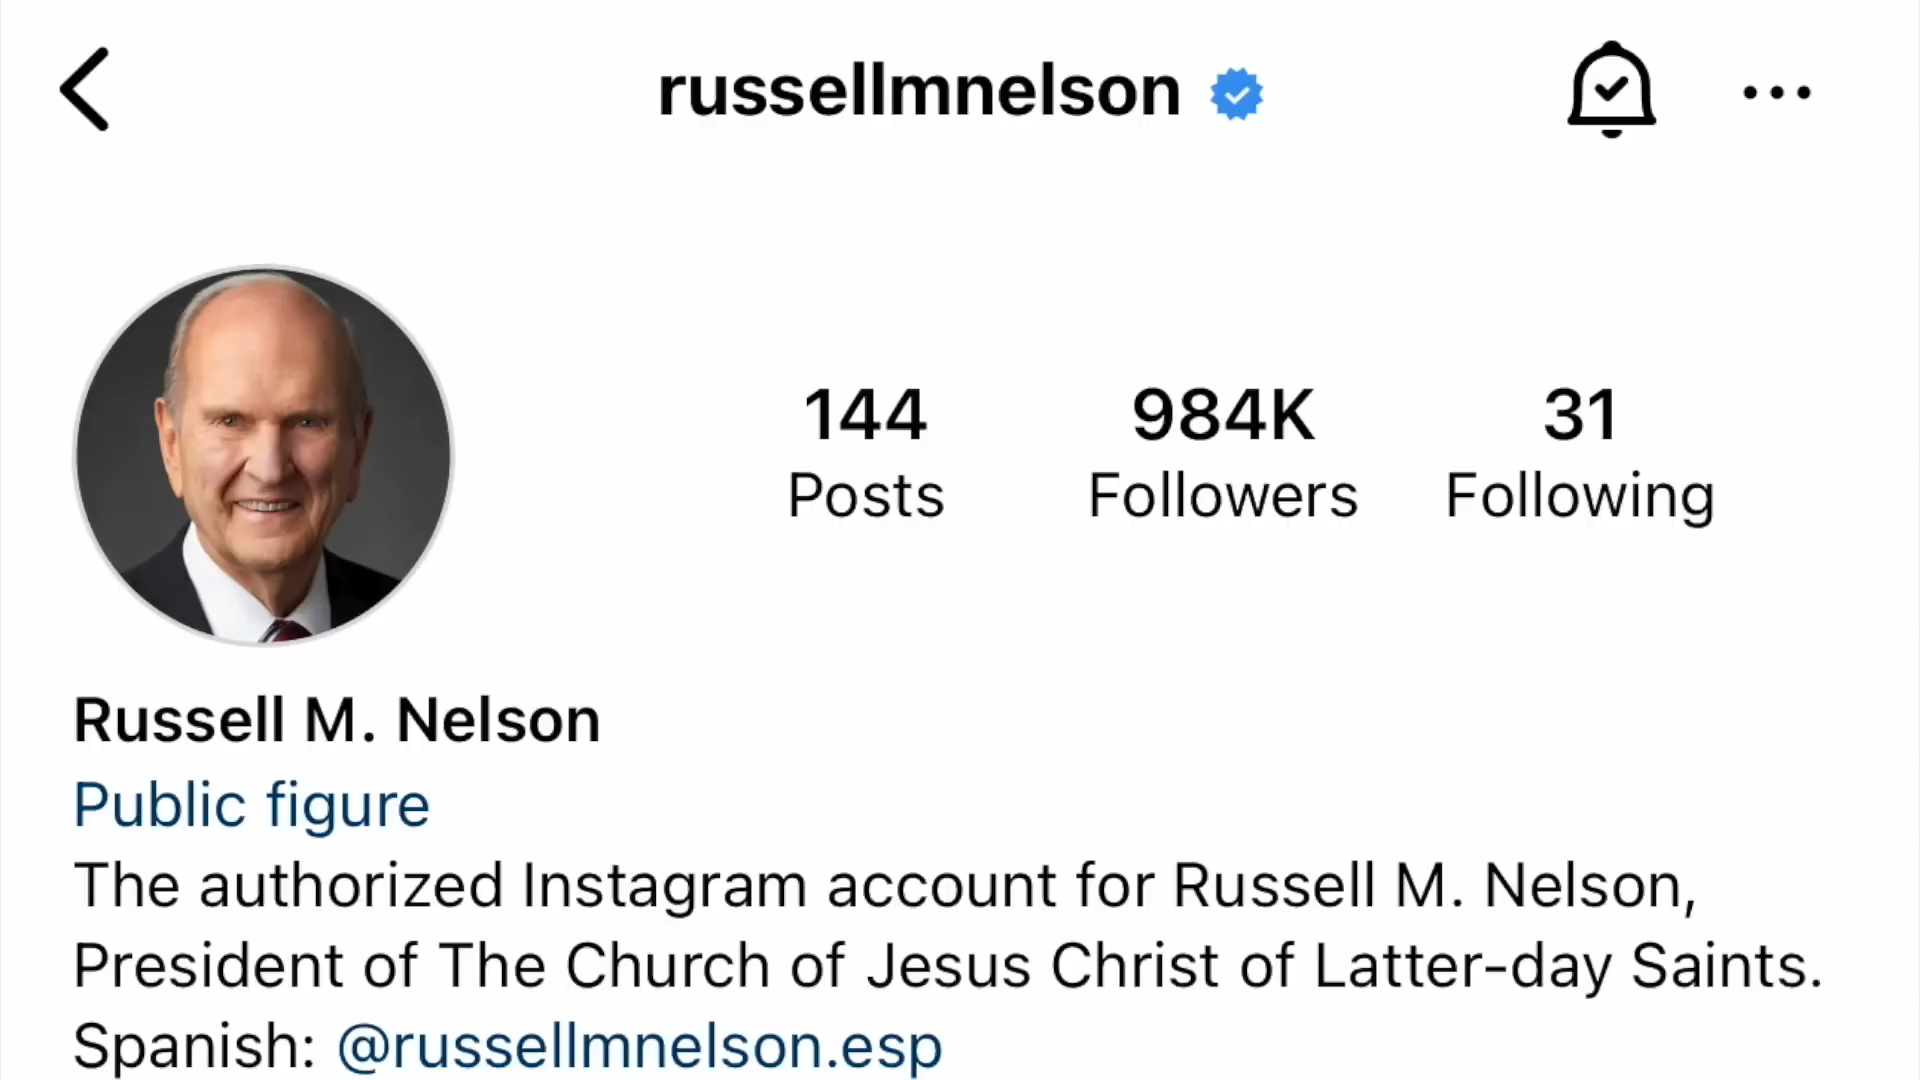 russellmnelson
144 984K 31
Posts Followers Following
Russell M. Nelson
Public figure
The authorized Instagram account for Russell M. Nelson,
President of The Church of Jesus Christ of Latter-day Saints.
Spanish: @russellmnelson.esp